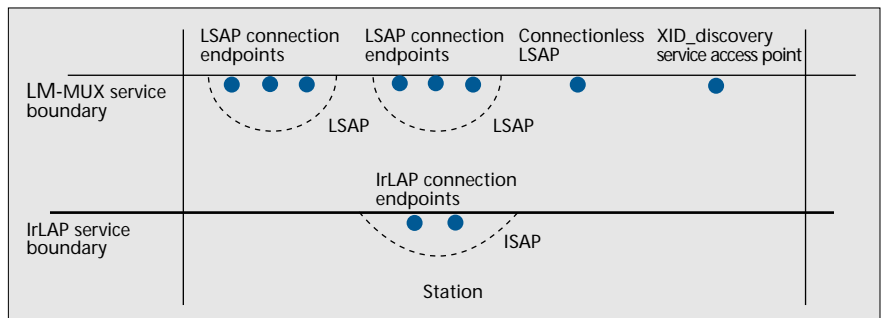 LSAP connection
endpoints
LSAP connection
endpoints
Connectionless
LSAP
XID_discovery
service access point
LM-MUX service
boundary
LSAP
LSAP
IrLAP connection
endpoints
IrLAP service
boundary
ISAP
Station